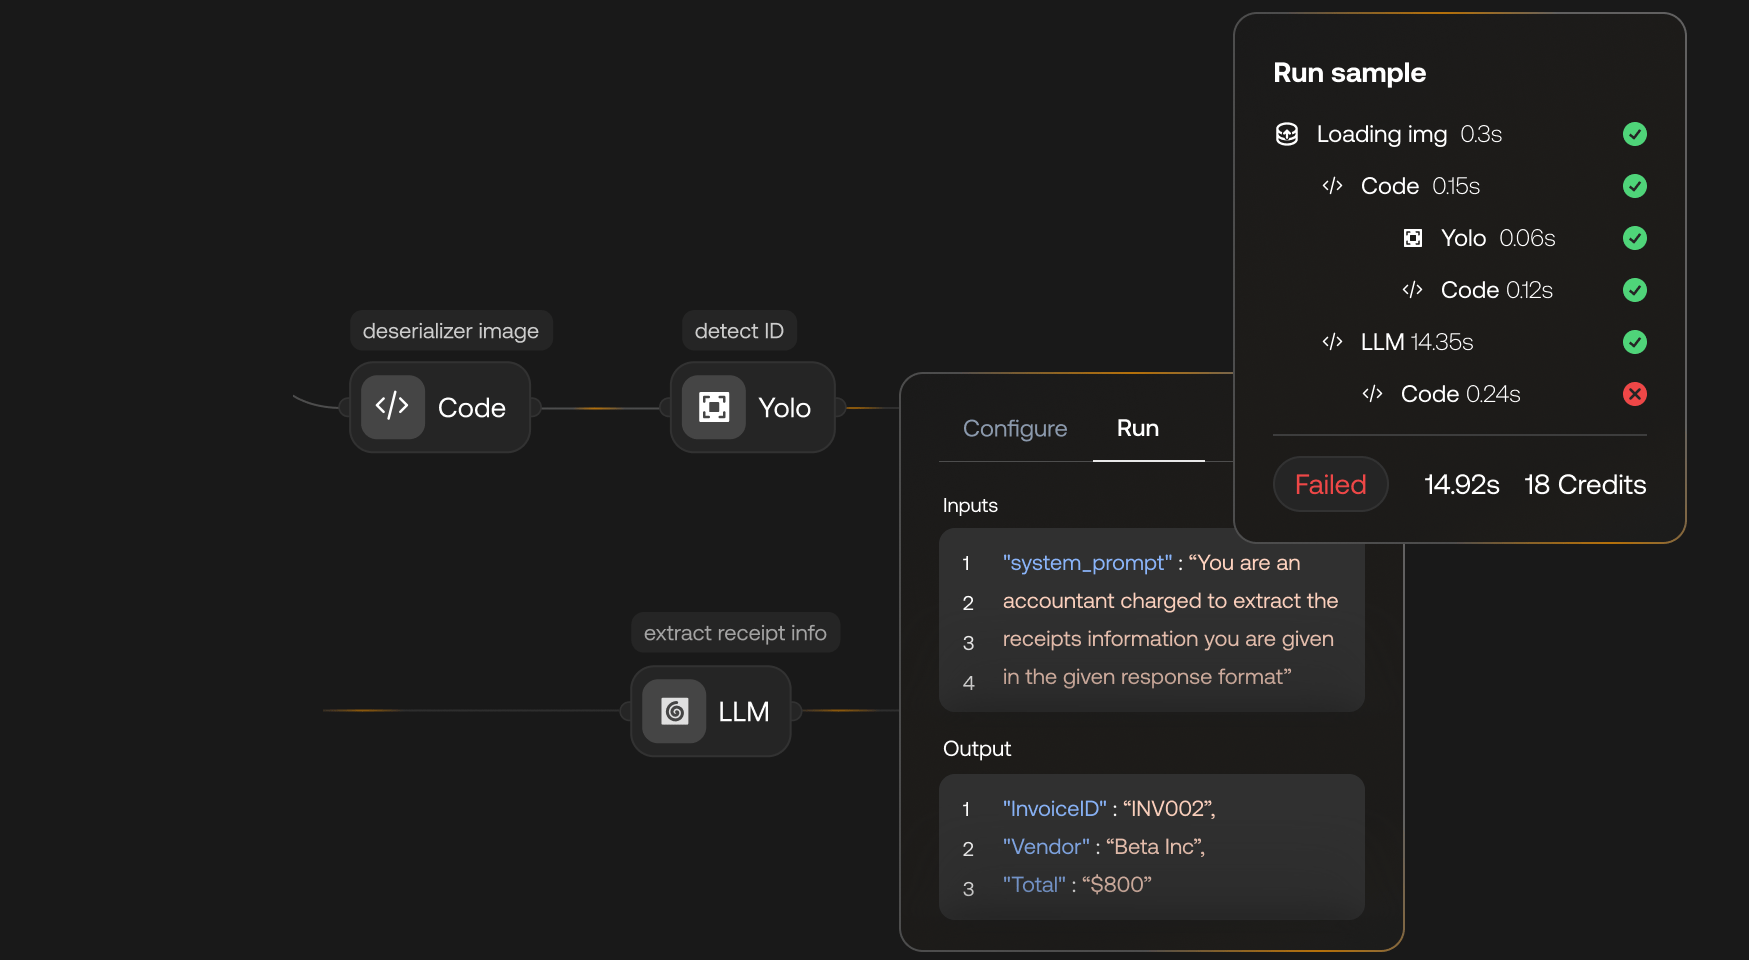 Run sample
Loading img 0.3s
Code 0.15s
Yolo 0.06s
Code 0.12s
LLM 14.35s
Code 0.24s
Failed 14.92s 18 Credits
deserializer image
Code
detect ID
Yolo
extract receipt info
LLM
Configure Run
Inputs
1 "system_prompt" : “You are an
2 accountant charged to extract the
3 receipts information you are given
4 in the given response format”
Output
1 "InvoiceID" : “INV002”,
2 "Vendor" : “Beta Inc”,
3 "Total" : “$800”